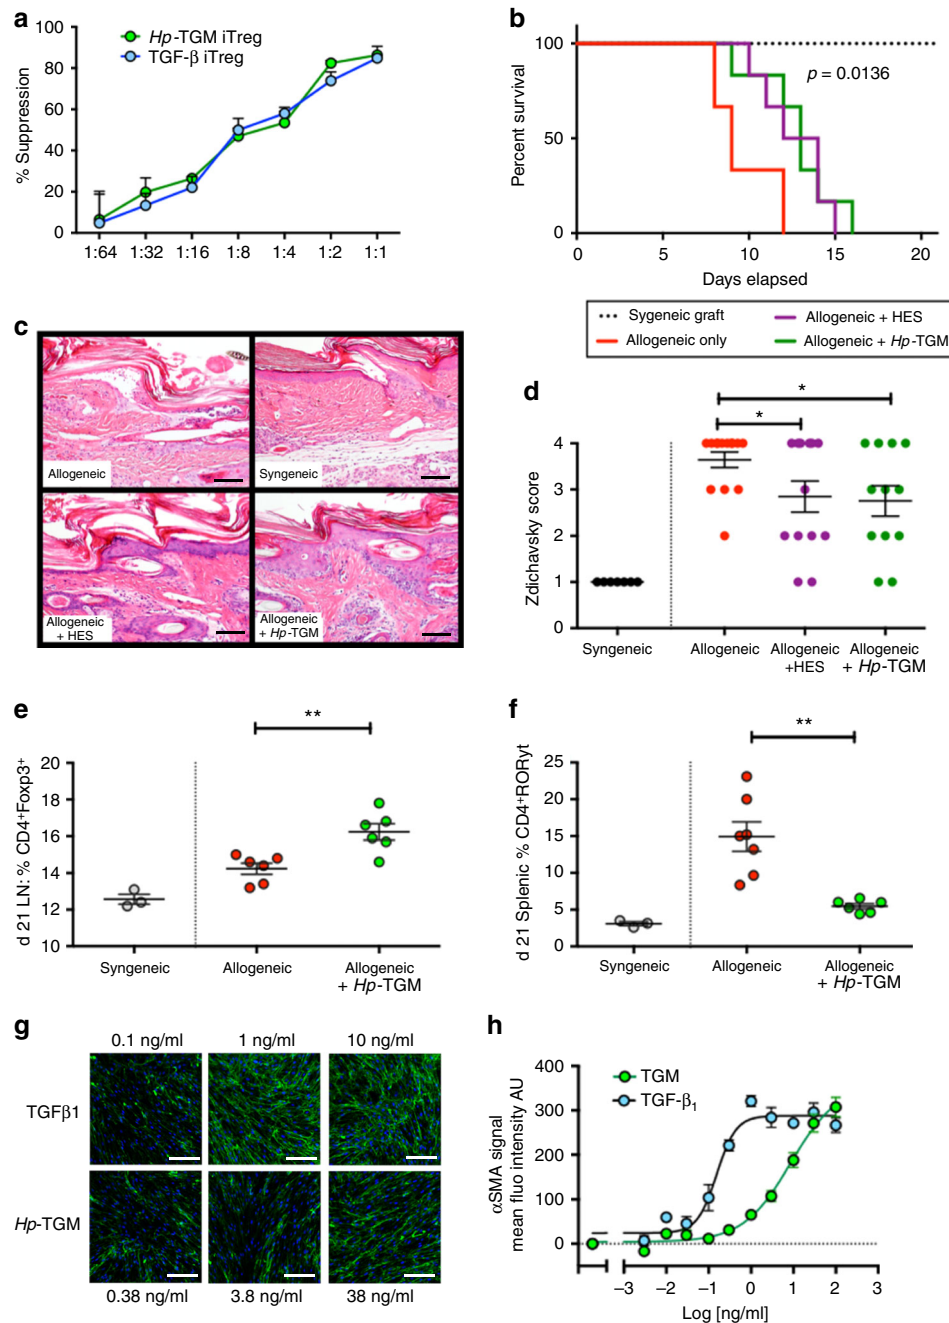 a
100
80
60
40
20
0
% Suppression
Hp-TGM iTreg
TGF-β iTreg
1:64 1:32 1:16 1:8 1:4 1:2 1:1
b
100
50
0
Percent survival
p = 0.0136
0 5 10 15 20
Days elapsed
Sygeneic graft
Allogeneic only
Allogeneic + HES
Allogeneic + Hp-TGM
c
Allogeneic
Syngeneic
Allogeneic
+ HES
Allogeneic
+ Hp-TGM
d
*
*
4
3
2
1
0
Zdichavsky score
Syngeneic
Allogeneic
Allogeneic
+HES
Allogeneic
+ Hp-TGM
e
**
20
18
16
14
12
10
d 21 LN: % CD4+Foxp3+
Syngeneic
Allogeneic
Allogeneic
+ Hp-TGM
f
**
25
20
15
10
5
0
d 21 Splenic % CD4+RORγt
Syngeneic
Allogeneic
Allogeneic
+ Hp-TGM
g
0.1 ng/ml 1 ng/ml 10 ng/ml
TGFβ1
Hp-TGM
0.38 ng/ml 3.8 ng/ml 38 ng/ml
h
400
300
200
100
0
αSMA signal
mean fluo intensity AU
TGM
TGF-β1
−3 −2 −1 0 1 2 3
Log [ng/ml]